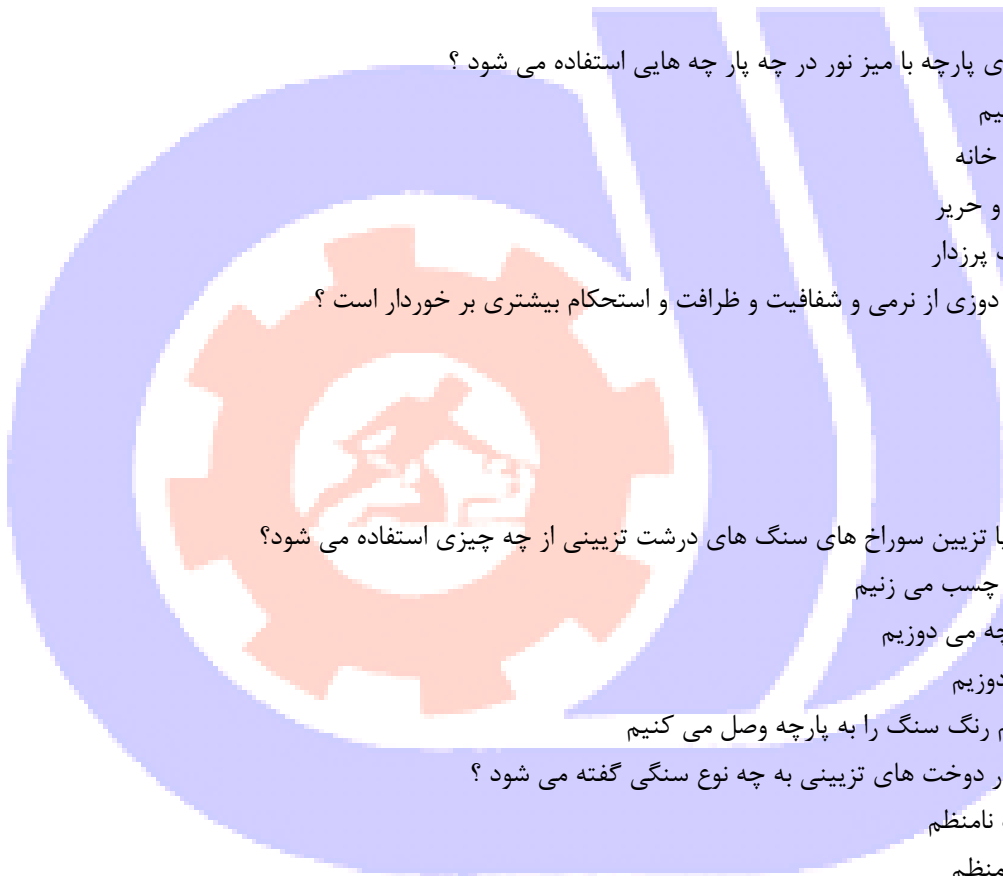 ی پارچه با میز نور در چه پار چه هایی استفاده می شود ؟
یم
خانه
و حریر
پرزدار
دوزی از نرمی و شفافیت و ظرافت و استحکام بیشتری بر خوردار است ؟
با تزیین سوراخ های سنگ های درشت تزیینی از چه چیزی استفاده می شود؟
چسب می زنیم
چه می دوزیم
دوزیم
رنگ سنگ را به پارچه وصل می کنیم
ر دوخت های تزیینی به چه نوع سنگی گفته می شود ؟
نامنظم
منظم